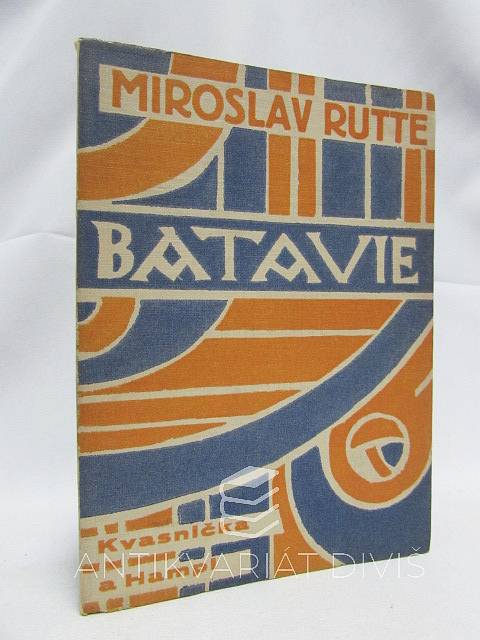 MIROSLAV RUTTE
BATAVIE
Kvasnička
a Hampl
ANTIKVARIÁT DIVIŠ